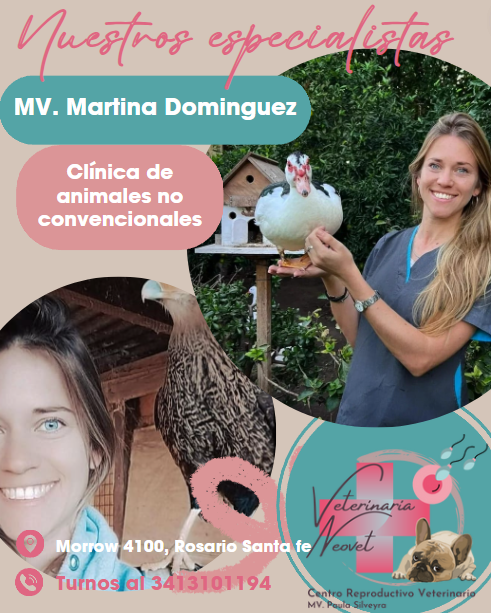 Nuestros especialistas
MV. Martina Dominguez
Clínica de
animales no
convencionales
Veterinaria
Neovet
Morrow 4100, Rosario Santa fe
Turnos al 3413101194
Centro Reproductivo Veterinario
MV. Paula Silveyra